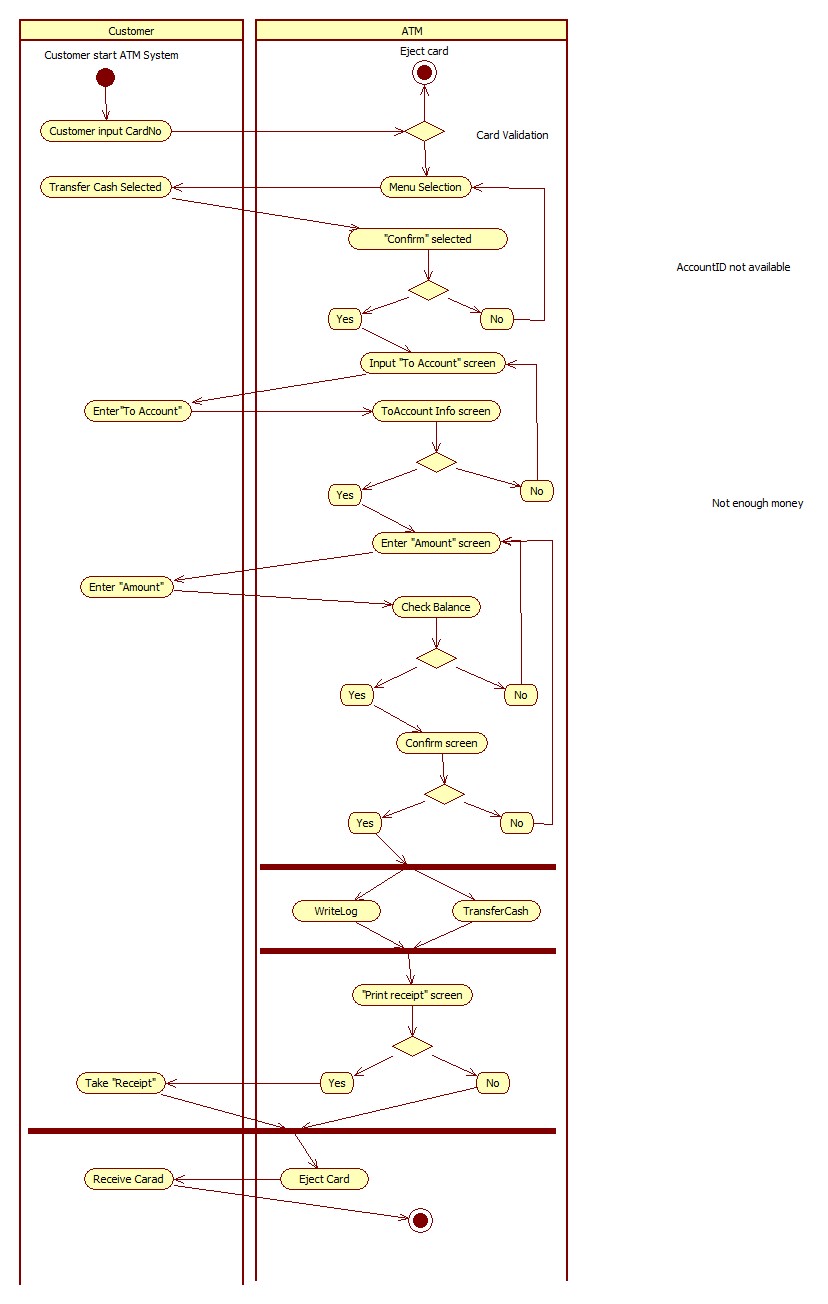 Customer
ATM
Customer start ATM System
Eject card
Customer input CardNo
Card Validation
Transfer Cash Selected
Menu Selection
"Confirm" selected
AccountID not available
Yes
No
Input "To Account" screen
Enter"To Account"
ToAccount Info screen
Yes
No
Not enough money
Enter "Amount" screen
Enter "Amount"
Check Balance
Yes
No
Confirm screen
Yes
No
WriteLog
TransferCash
"Print receipt" screen
Take "Receipt"
Yes
No
Receive Carad
Eject Card